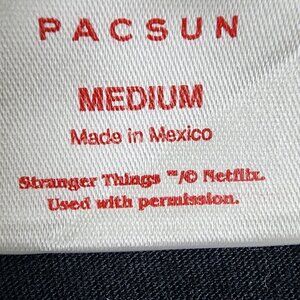 PACSUN
MEDIUM
Made in Mexico
Stranger Things ™/© Netflix.
Used with permission.